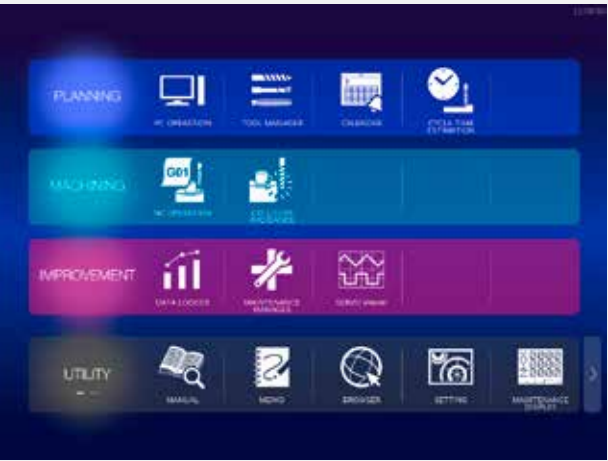 PLANNING
PC OPERATION
TOOL MANAGER
CALENDAR
CYCLE TIME
ESTIMATION
MACHINING
G01
NC OPERATION
IMPROVEMENT
DATA LOGGER
MAINTENANCE
MANAGER
SERVO VIEWER
UTILITY
MANUAL
MEMO
BROWSER
SETTING
MAINTENANCE
DISPLAY